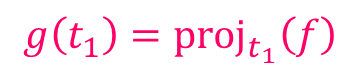 g(t₁) = proj_{t₁}(f)